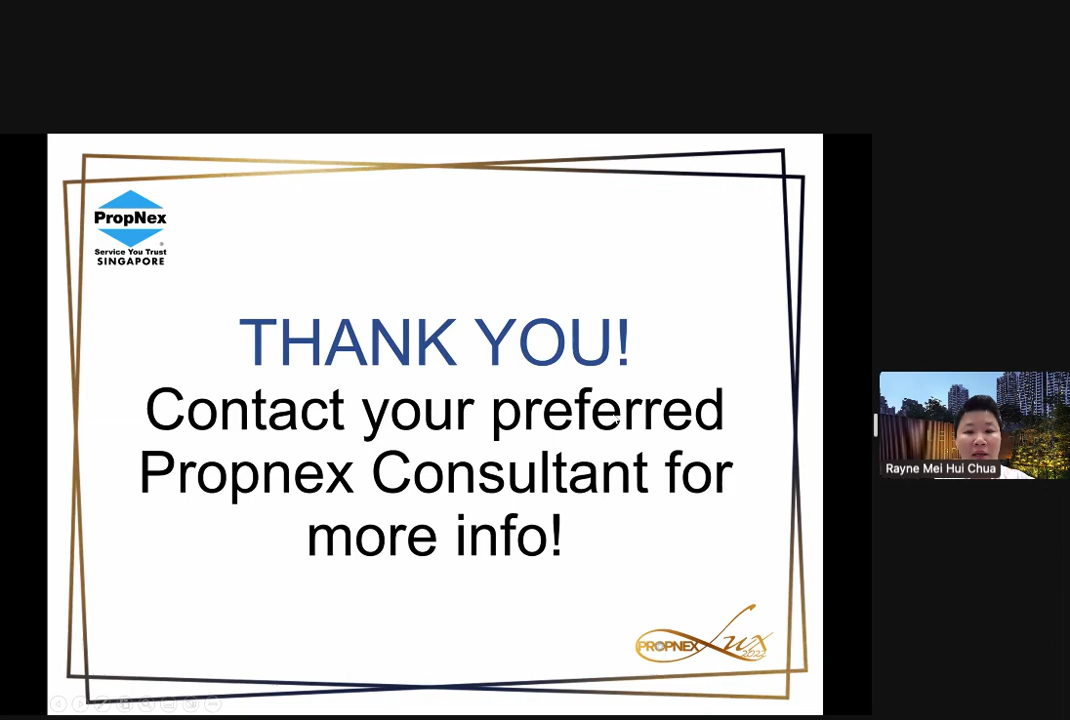 PropNex
®
Service You Trust
SINGAPORE
THANK YOU!
Contact your preferred
Propnex Consultant for
more info!
Rayne Mei Hui Chua
PROPNEX Lux